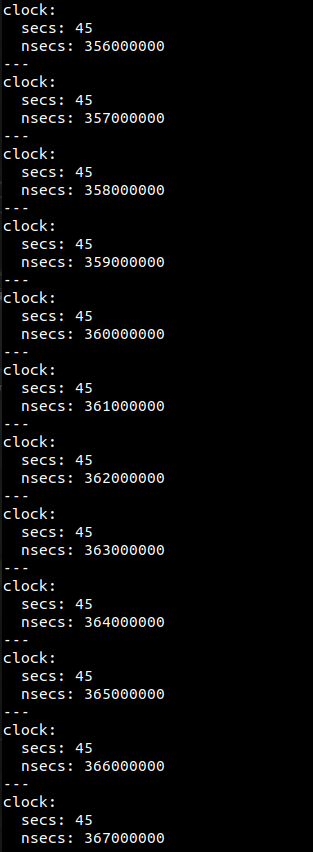 clock:
  secs: 45
  nsecs: 356000000
---
clock:
  secs: 45
  nsecs: 357000000
---
clock:
  secs: 45
  nsecs: 358000000
---
clock:
  secs: 45
  nsecs: 359000000
---
clock:
  secs: 45
  nsecs: 360000000
---
clock:
  secs: 45
  nsecs: 361000000
---
clock:
  secs: 45
  nsecs: 362000000
---
clock:
  secs: 45
  nsecs: 363000000
---
clock:
  secs: 45
  nsecs: 364000000
---
clock:
  secs: 45
  nsecs: 365000000
---
clock:
  secs: 45
  nsecs: 366000000
---
clock:
  secs: 45
  nsecs: 367000000